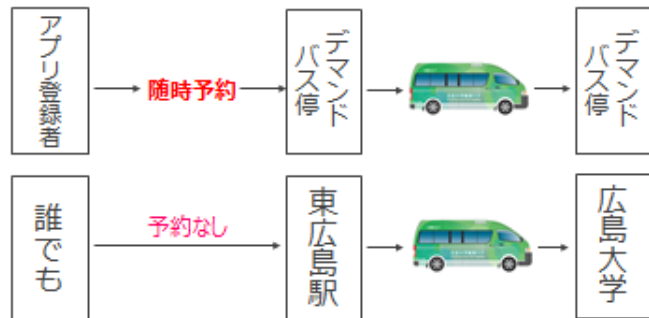 アプリ登録者
随時予約
デマンド
バス停
デマンド
バス停
誰でも
予約なし
東広島駅
広島大学